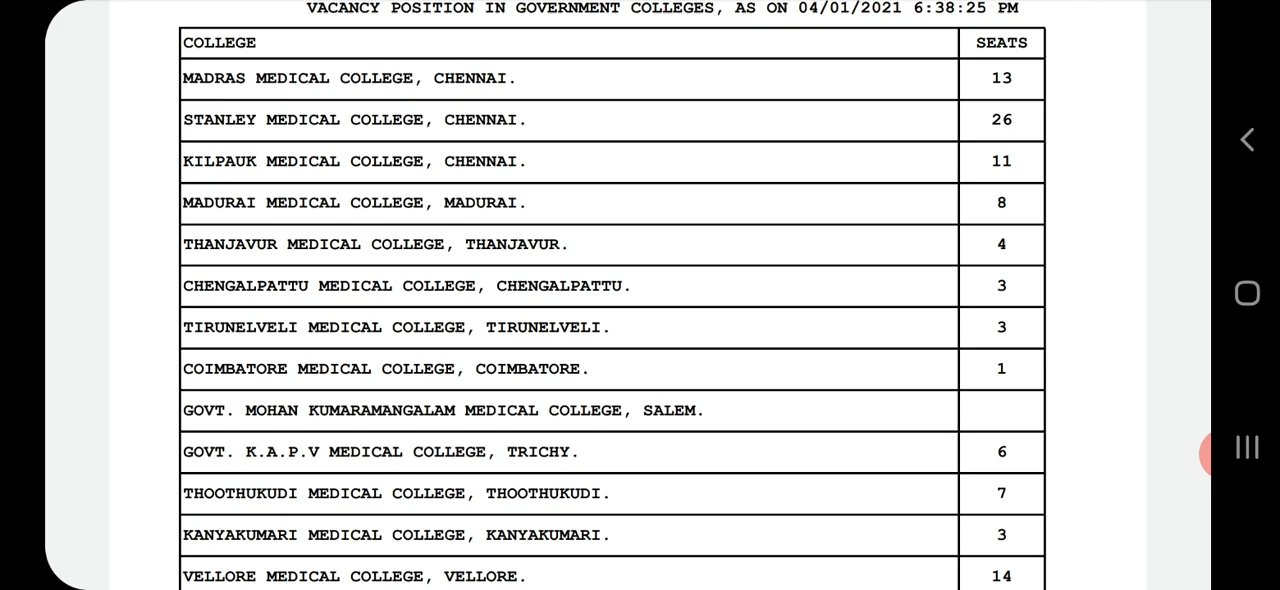 VACANCY POSITION IN GOVERNMENT COLLEGES, AS ON 04/01/2021 6:38:25 PM
COLLEGE SEATS
MADRAS MEDICAL COLLEGE, CHENNAI. 13
STANLEY MEDICAL COLLEGE, CHENNAI. 26
KILPAUK MEDICAL COLLEGE, CHENNAI. 11
MADURAI MEDICAL COLLEGE, MADURAI. 8
THANJAVUR MEDICAL COLLEGE, THANJAVUR. 4
CHENGALPATTU MEDICAL COLLEGE, CHENGALPATTU. 3
TIRUNELVELI MEDICAL COLLEGE, TIRUNELVELI. 3
COIMBATORE MEDICAL COLLEGE, COIMBATORE. 1
GOVT. MOHAN KUMARAMANGALAM MEDICAL COLLEGE, SALEM.
GOVT. K.A.P.V MEDICAL COLLEGE, TRICHY. 6
THOOTHUKUDI MEDICAL COLLEGE, THOOTHUKUDI. 7
KANYAKUMARI MEDICAL COLLEGE, KANYAKUMARI. 3
VELLORE MEDICAL COLLEGE, VELLORE. 14